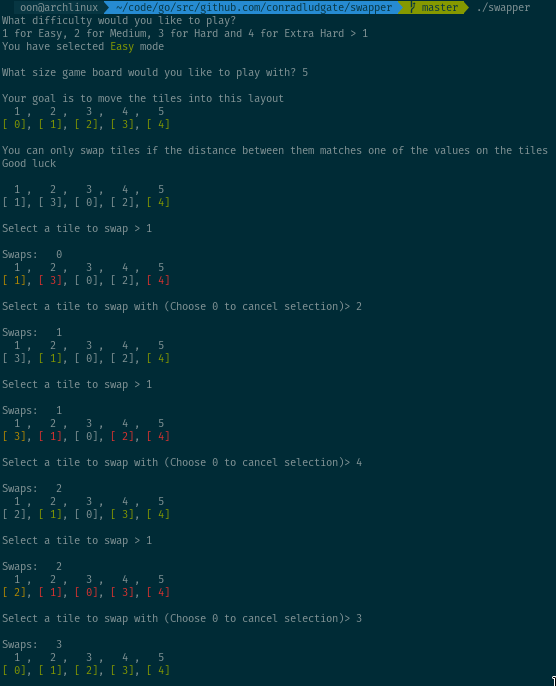 oon@archlinux ~/code/go/src/github.com/conradludgate/swapper master ./swapper
What difficulty would you like to play?
1 for Easy, 2 for Medium, 3 for Hard and 4 for Extra Hard > 1
You have selected Easy mode
What size game board would you like to play with? 5
Your goal is to move the tiles into this layout
1 , 2 , 3 , 4 , 5
[ 0], [ 1], [ 2], [ 3], [ 4]
You can only swap tiles if the distance between them matches one of the values on the tiles
Good luck
1 , 2 , 3 , 4 , 5
[ 1], [ 3], [ 0], [ 2], [ 4]
Select a tile to swap > 1
Swaps: 0
1 , 2 , 3 , 4 , 5
[ 1], [ 3], [ 0], [ 2], [ 4]
Select a tile to swap with (Choose 0 to cancel selection)> 2
Swaps: 1
1 , 2 , 3 , 4 , 5
[ 3], [ 1], [ 0], [ 2], [ 4]
Select a tile to swap > 1
Swaps: 1
1 , 2 , 3 , 4 , 5
[ 3], [ 1], [ 0], [ 2], [ 4]
Select a tile to swap with (Choose 0 to cancel selection)> 4
Swaps: 2
1 , 2 , 3 , 4 , 5
[ 2], [ 1], [ 0], [ 3], [ 4]
Select a tile to swap > 1
Swaps: 2
1 , 2 , 3 , 4 , 5
[ 2], [ 1], [ 0], [ 3], [ 4]
Select a tile to swap with (Choose 0 to cancel selection)> 3
Swaps: 3
1 , 2 , 3 , 4 , 5
[ 0], [ 1], [ 2], [ 3], [ 4]